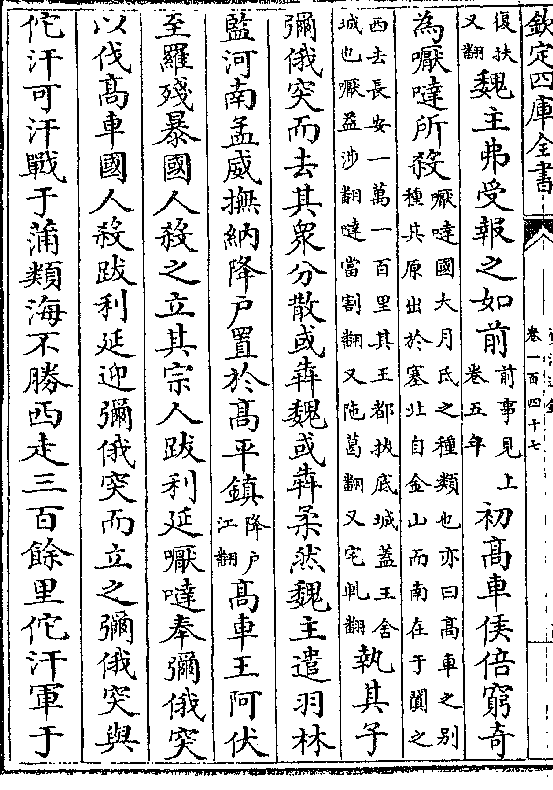 欽定四庫全書
卷一百四十七
復扶又翻魏主弗受報之如前前事見上卷五年初高車侯倍窮奇
為嚈噠所殺嚈噠國大月氏之種類也亦曰高車之别種其原出於塞北自金山而南在于闐之
西去長安一萬一百里其王都拔底城蓋王舍城也嚈益涉翻噠當割翻又陁葛翻又宅軋翻執其子
彌俄突而去其衆分散或奔魏或奔柔然魏主遣羽林
監河南孟威撫納降户置於高平鎮降户江翻高車王阿伏
至羅殘暴國人殺之立其宗人跋利延嚈噠奉彌俄突
以伐高車國人殺跋利延迎彌俄突而立之彌俄突與
佗汗可汗戰于蒲類海不勝西走三百餘里佗汗軍于